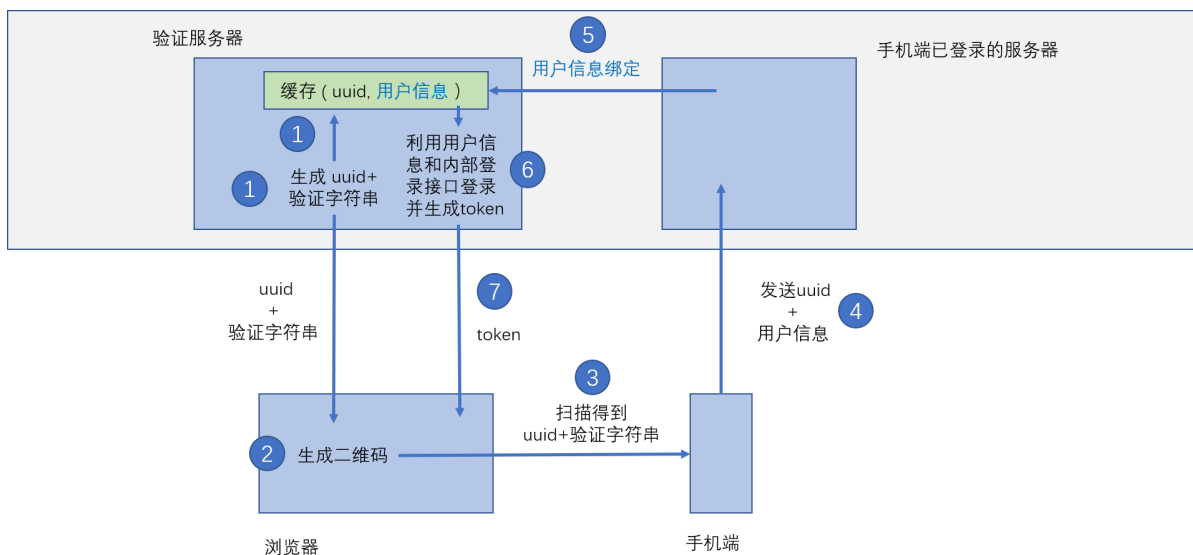 验证服务器
5
手机端已登录的服务器
用户信息绑定
缓存 ( uuid, 用户信息 )
1
利用用户信
息和内部登
录接口登录
并生成token
6
1
生成 uuid+
验证字符串
uuid
+
验证字符串
7
token
发送uuid
+
用户信息
4
3
扫描得到
uuid+验证字符串
2
生成二维码
浏览器
手机端